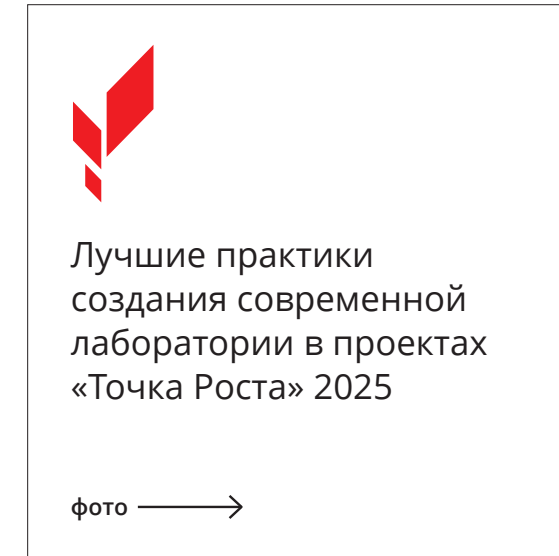 Лучшие практики
создания современной
лаборатории в проектах
«Точка Роста» 2025
фото